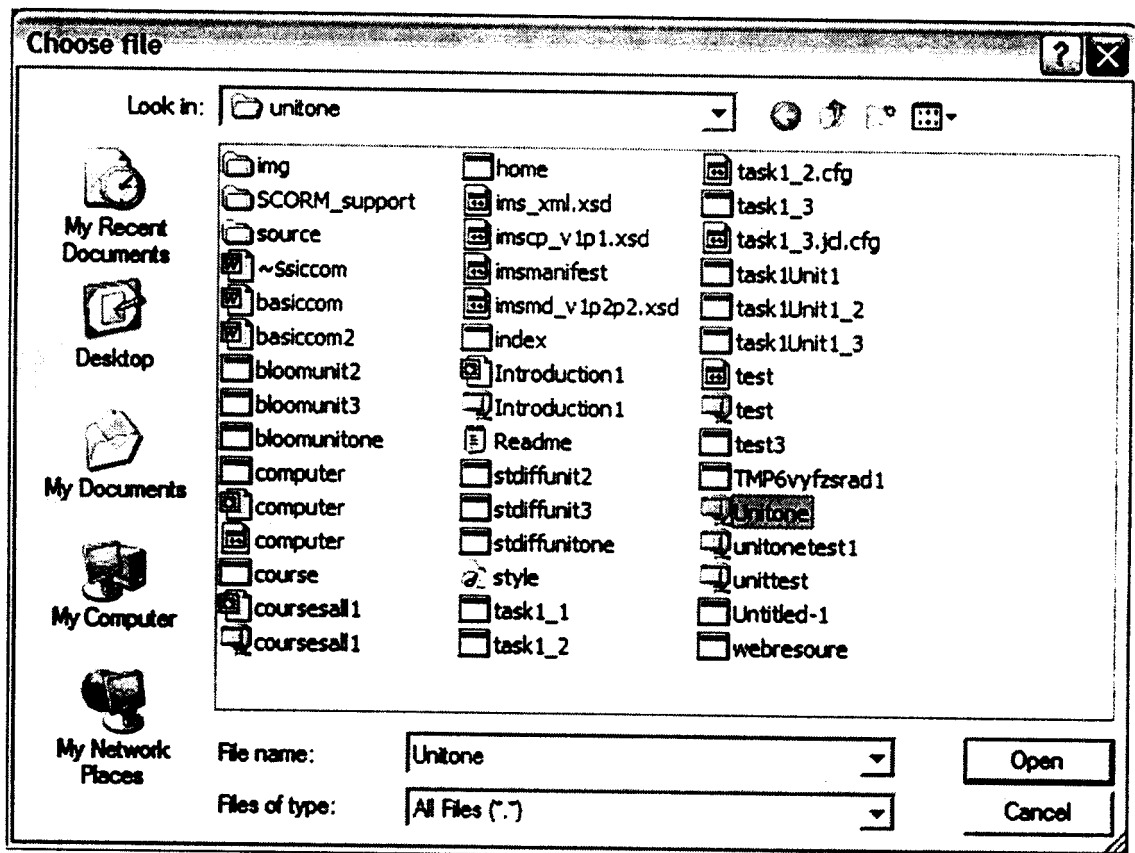 Choose file
Look in: unitone
My Recent
Documents
Desktop
My Documents
My Computer
My Network
Places
img
SCORM_support
source
~$siccom
basiccom
basiccom2
bloomunit2
bloomunit3
bloomunitone
computer
computer
computer
course
coursesall1
coursesall1
home
ims_xml.xsd
imscp_v1p1.xsd
imsmanifest
imsmd_v1p2p2.xsd
index
Introduction1
Introduction1
Readme
stdiffunit2
stdiffunit3
stdiffunitone
style
task1_1
task1_2
task1_2.cfg
task1_3
task1_3.jcl.cfg
task1Unit1
task1Unit1_2
task1Unit1_3
test
test
test3
TMP6vyfzsrad1
Unitone
unitonetest1
unittest
Untitled-1
webresoure
File name: Unitone
Open
Files of type: All Files (*.*)
Cancel